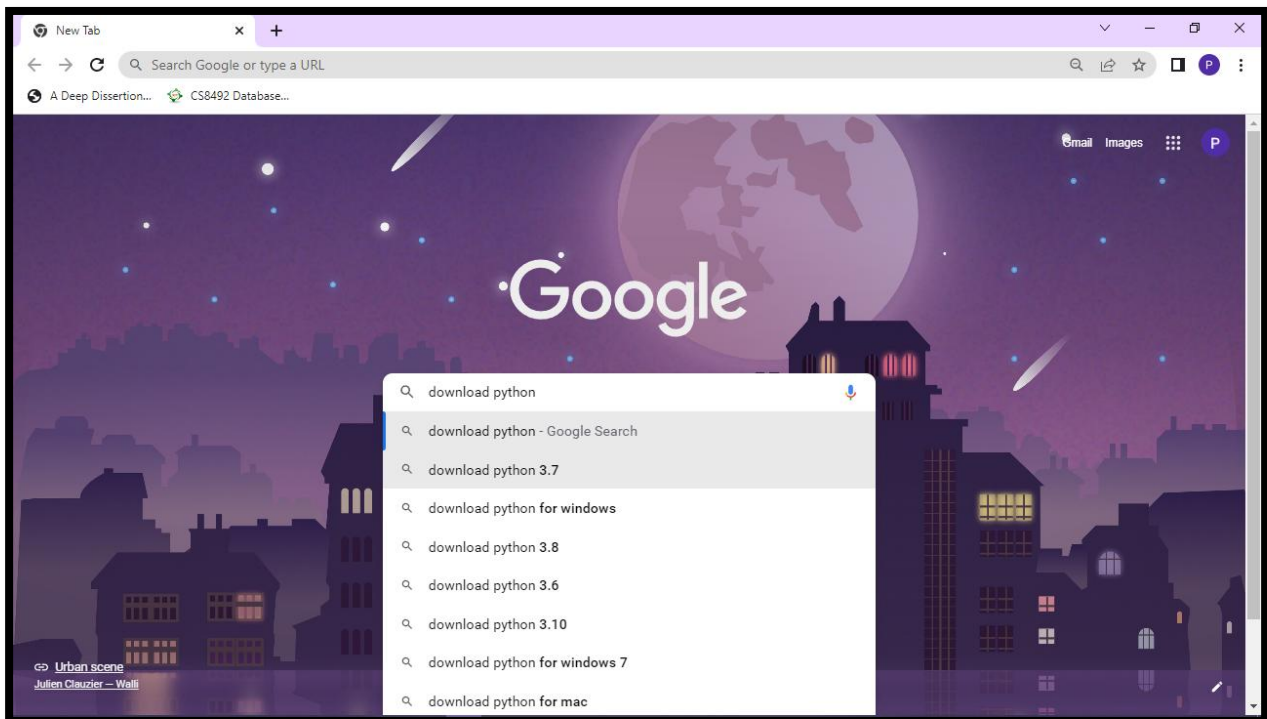 New Tab
Search Google or type a URL
P
A Deep Dissertion... CS8492 Database...
Gmail Images P
Google
download python
download python - Google Search
download python 3.7
download python for windows
download python 3.8
download python 3.6
download python 3.10
download python for windows 7
download python for mac
Urban scene
Julien Clauzier — Walli